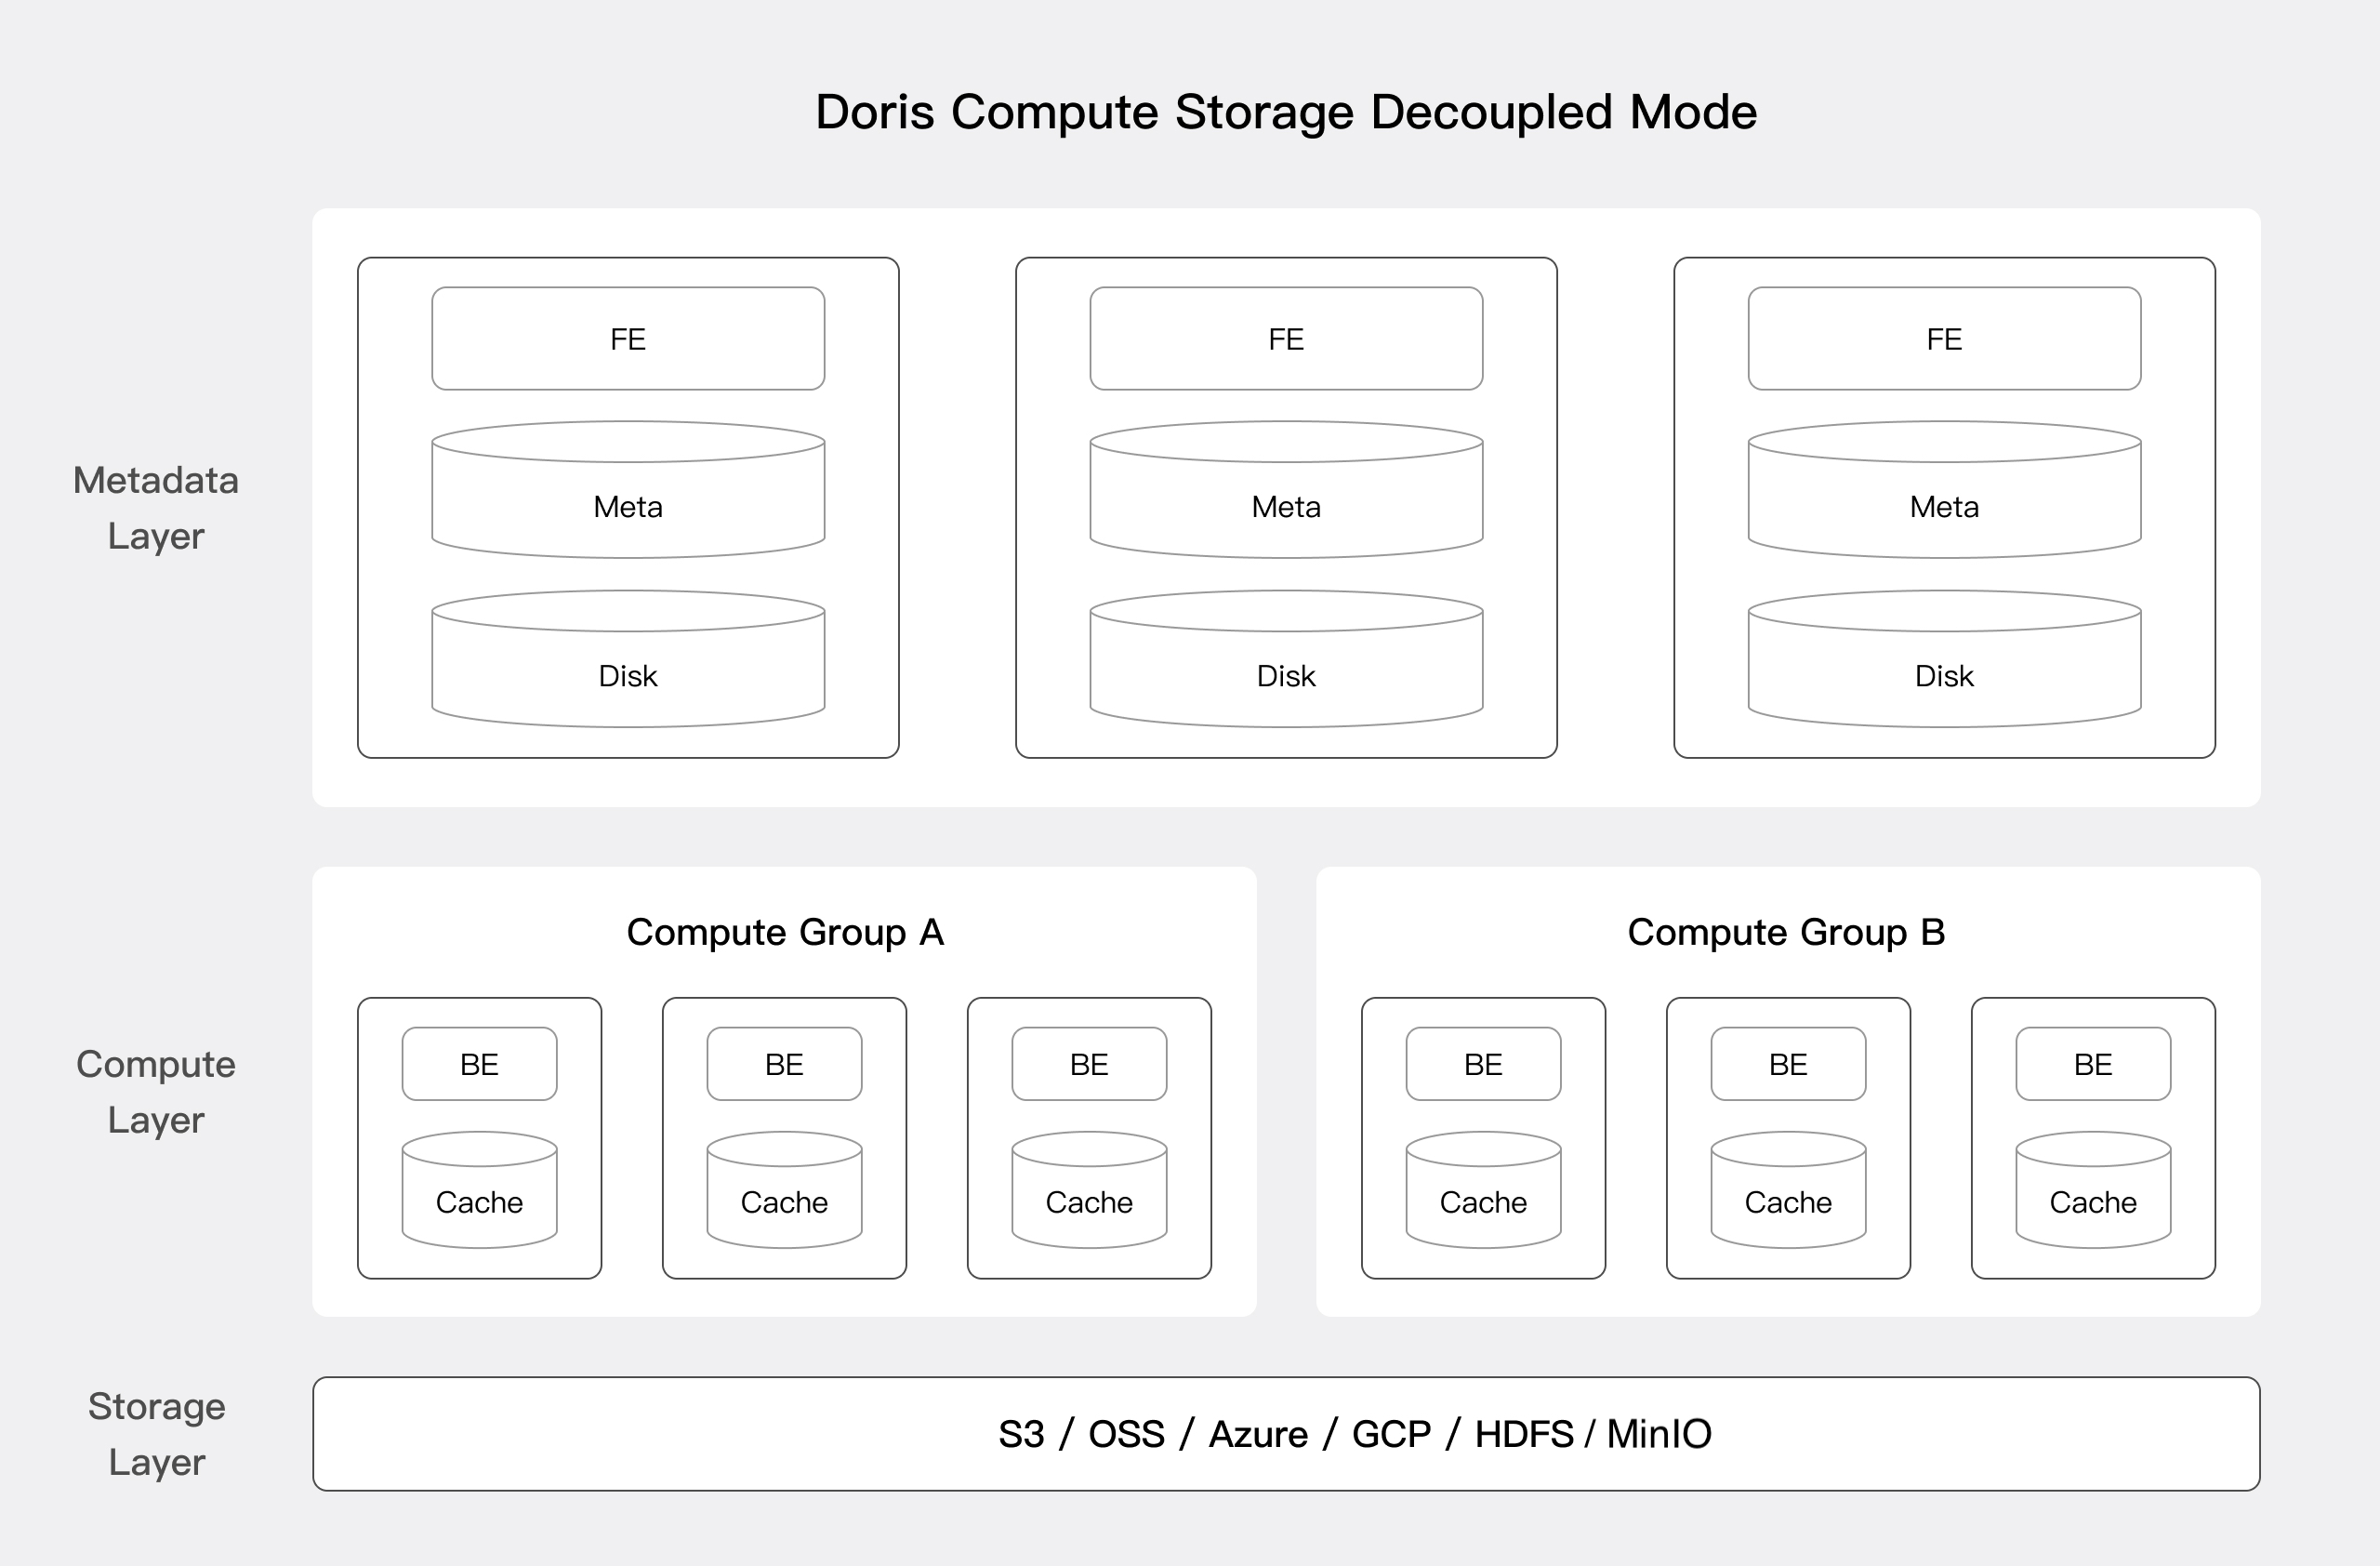 Doris Compute Storage Decoupled Mode
Metadata
Layer
FE
FE
FE
Meta
Meta
Meta
Disk
Disk
Disk
Compute
Layer
Compute Group A
BE
BE
BE
Cache
Cache
Cache
Compute Group B
BE
BE
BE
Cache
Cache
Cache
Storage
Layer
S3 / OSS / Azure / GCP / HDFS / MinIO